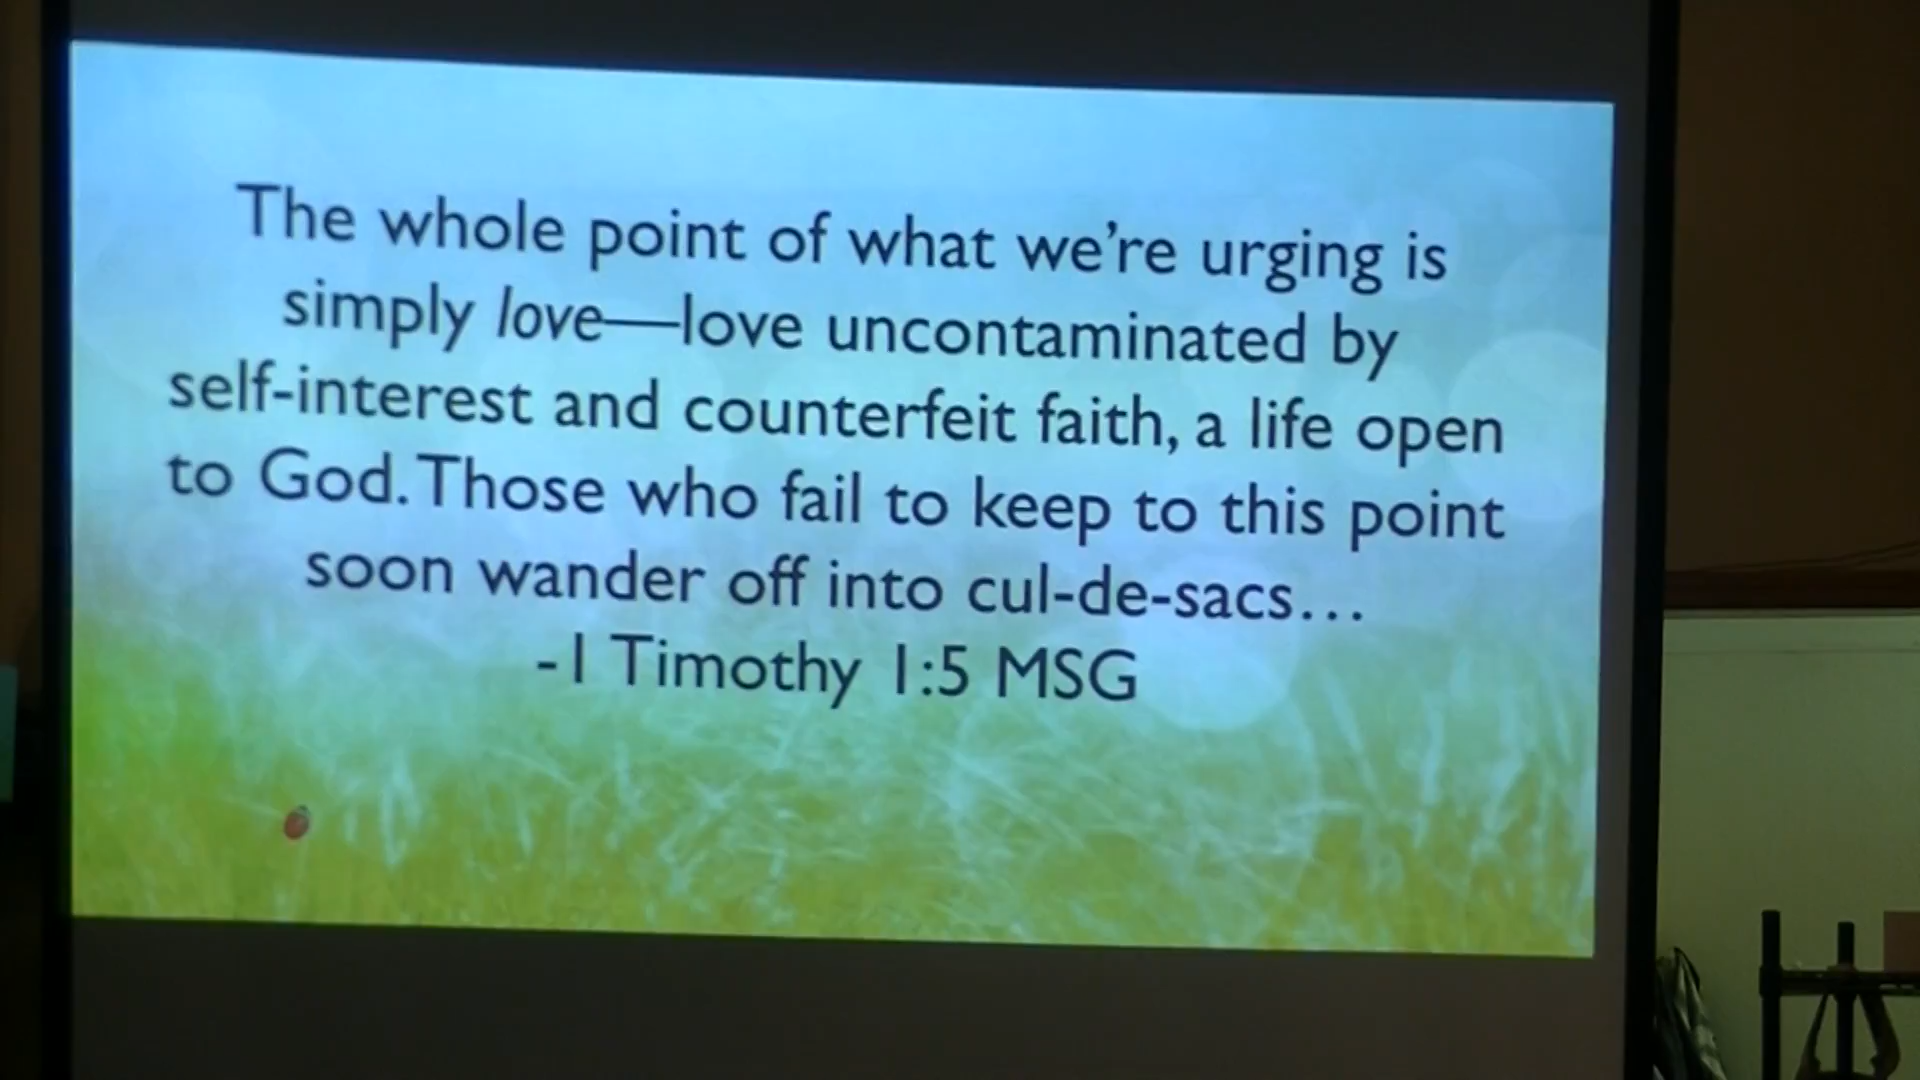 The whole point of what we’re urging is
simply love—love uncontaminated by
self-interest and counterfeit faith, a life open
to God. Those who fail to keep to this point
soon wander off into cul-de-sacs…
-1 Timothy 1:5 MSG